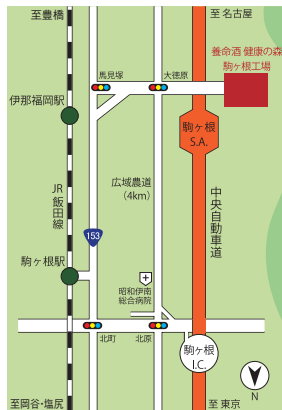 至豊橋
至 名古屋
養命酒 健康の森
駒ヶ根工場
馬見塚
大徳原
伊那福岡駅
駒ヶ根
S.A.
広域農道
(4km)
JR
飯田線
中央自動車道
153
駒ヶ根駅
昭和伊南
総合病院
北町
北原
駒ヶ根
I.C.
至岡谷・塩尻
至 東京
N